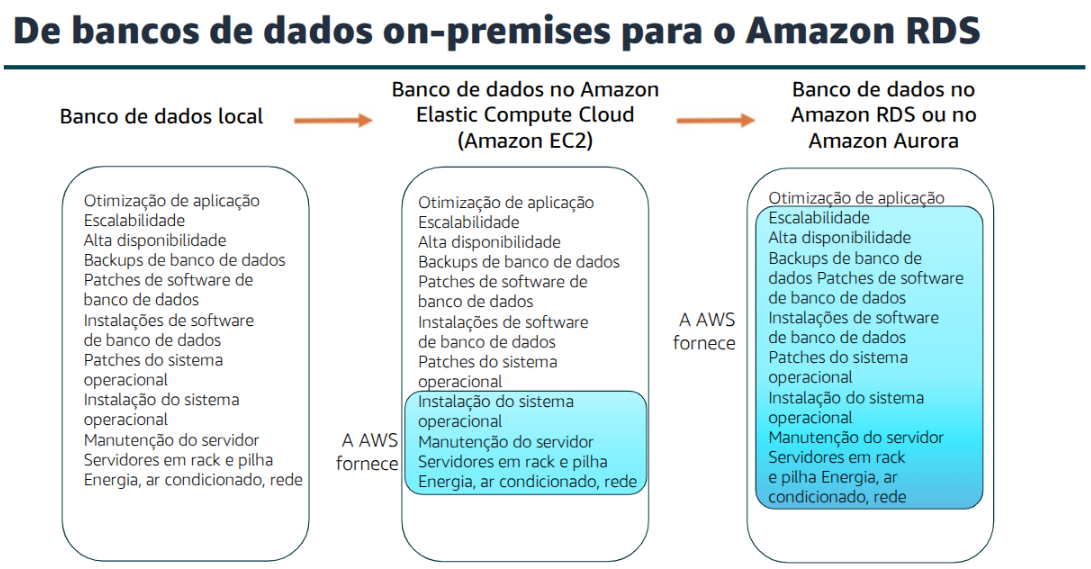 De bancos de dados on-premises para o Amazon RDS
Banco de dados local
Banco de dados no Amazon
Elastic Compute Cloud
(Amazon EC2)
Banco de dados no
Amazon RDS ou no
Amazon Aurora
Otimização de aplicação
Escalabilidade
Alta disponibilidade
Backups de banco de dados
Patches de software de
banco de dados
Instalações de software
de banco de dados
Patches do sistema
operacional
Instalação do sistema
operacional
Manutenção do servidor
Servidores em rack e pilha
Energia, ar condicionado, rede
A AWS
fornece
Otimização de aplicação
Escalabilidade
Alta disponibilidade
Backups de banco de dados
Patches de software de
banco de dados
Instalações de software
de banco de dados
Patches do sistema
operacional
Instalação do sistema
operacional
Manutenção do servidor
Servidores em rack e pilha
Energia, ar condicionado, rede
A AWS
fornece
Otimização de aplicação
Escalabilidade
Alta disponibilidade
Backups de banco de
dados Patches de software
de banco de dados
Instalações de software
de banco de dados
Patches do sistema
operacional
Instalação do sistema
operacional
Manutenção do servidor
Servidores em rack
e pilha Energia, ar
condicionado, rede